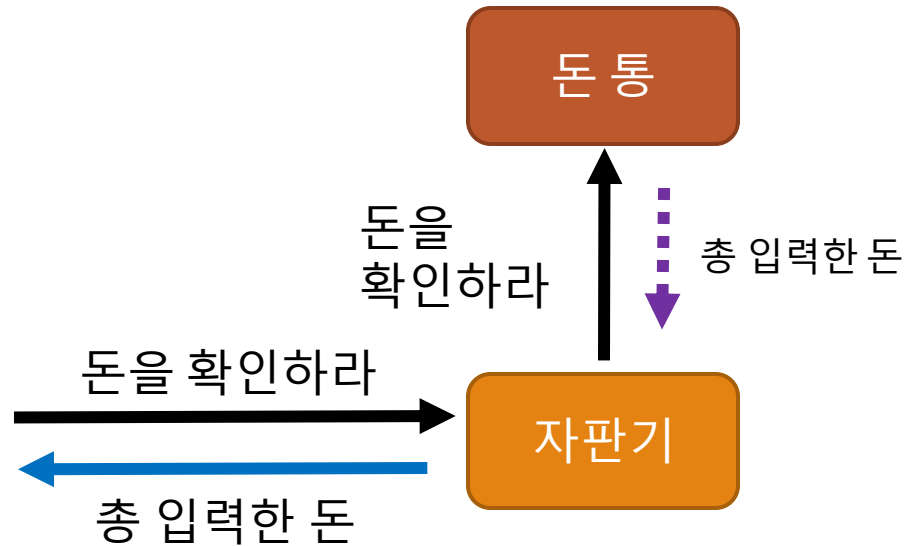 돈 통
돈을
확인하라
총 입력한 돈
돈을 확인하라
자판기
총 입력한 돈